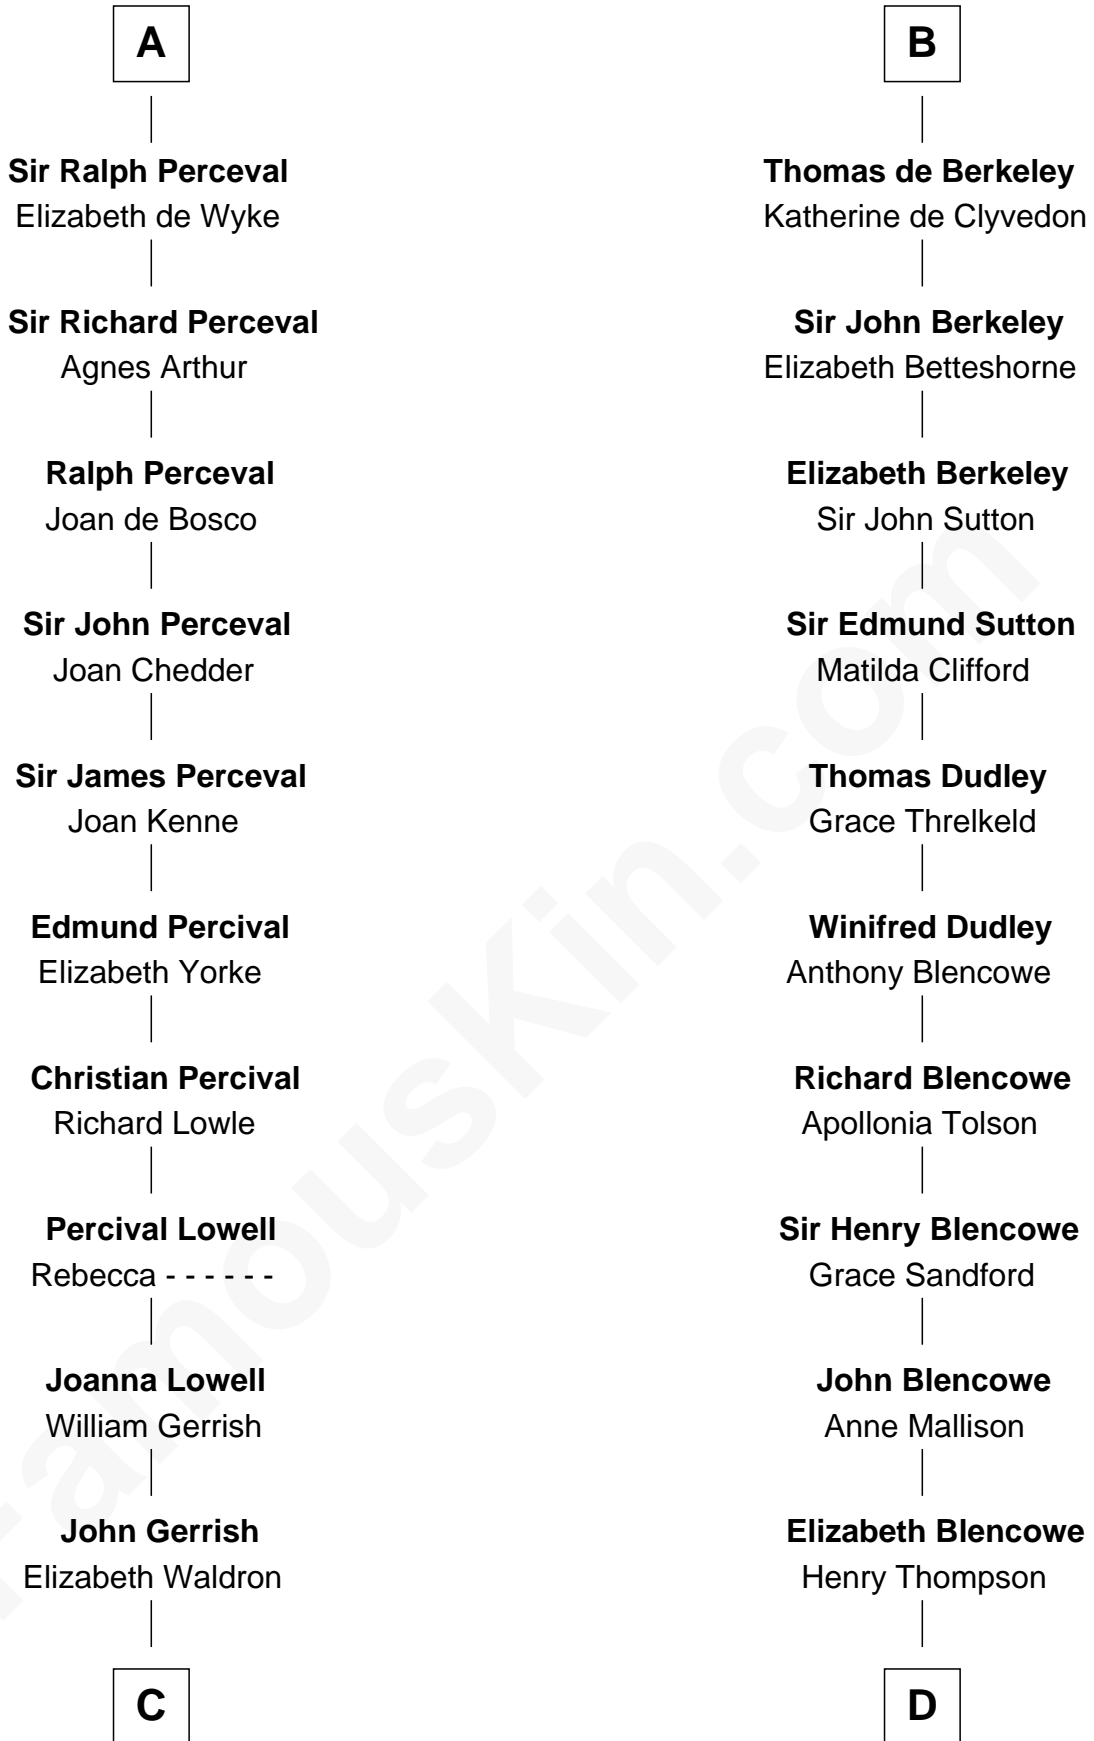 A
Sir Ralph Perceval
Elizabeth de Wyke
Sir Richard Perceval
Agnes Arthur
Ralph Perceval
Joan de Bosco
Sir John Perceval
Joan Chedder
Sir James Perceval
Joan Kenne
Edmund Percival
Elizabeth Yorke
Christian Percival
Richard Lowle
Percival Lowell
Rebecca - - - - - -
Joanna Lowell
William Gerrish
John Gerrish
Elizabeth Waldron
C
B
Thomas de Berkeley
Katherine de Clyvedon
Sir John Berkeley
Elizabeth Betteshorne
Elizabeth Berkeley
Sir John Sutton
Sir Edmund Sutton
Matilda Clifford
Thomas Dudley
Grace Threlkeld
Winifred Dudley
Anthony Blencowe
Richard Blencowe
Apollonia Tolson
Sir Henry Blencowe
Grace Sandford
John Blencowe
Anne Mallison
Elizabeth Blencowe
Henry Thompson
D
FamousKin.com